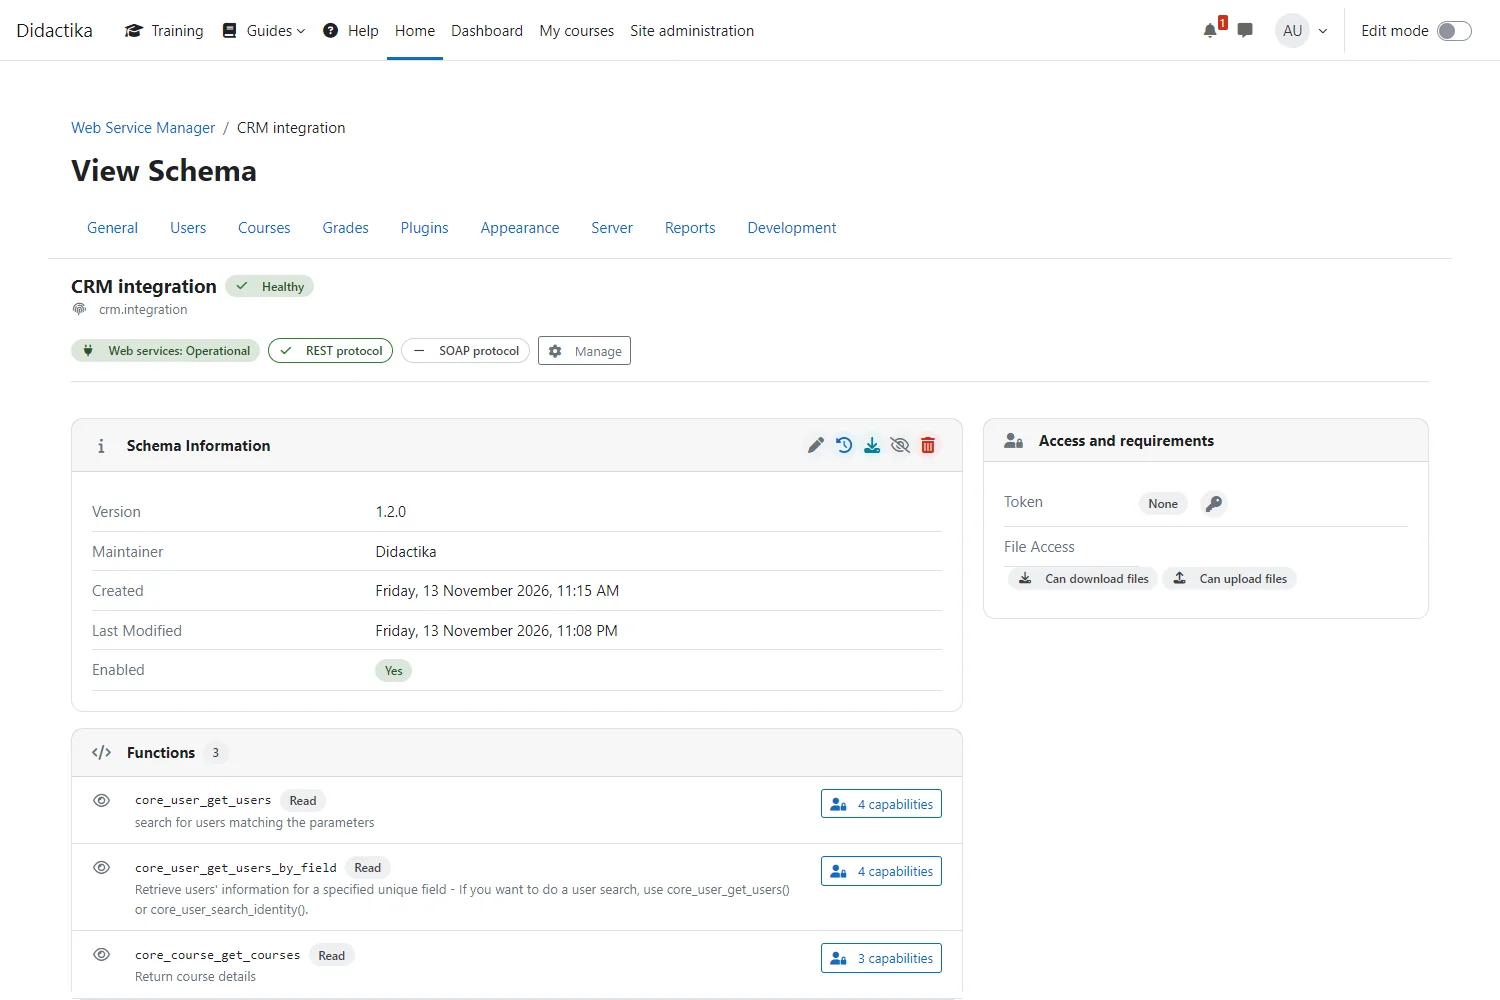 Didactika
Training
Guides
Help
Home
Dashboard
My courses
Site administration
1
AU
Edit mode
Web Service Manager / CRM integration
View Schema
General
Users
Courses
Grades
Plugins
Appearance
Server
Reports
Development
CRM integration
Healthy
crm.integration
Web services: Operational
REST protocol
SOAP protocol
Manage
Schema Information
Version 1.2.0
Maintainer Didactika
Created Friday, 13 November 2026, 11:15 AM
Last Modified Friday, 13 November 2026, 11:08 PM
Enabled Yes
Access and requirements
Token None
File Access
Can download files
Can upload files
Functions 3
core_user_get_users Read
search for users matching the parameters
4 capabilities
core_user_get_users_by_field Read
Retrieve users' information for a specified unique field - If you want to do a user search, use core_user_get_users()
or core_user_search_identity().
4 capabilities
core_course_get_courses Read
Return course details
3 capabilities